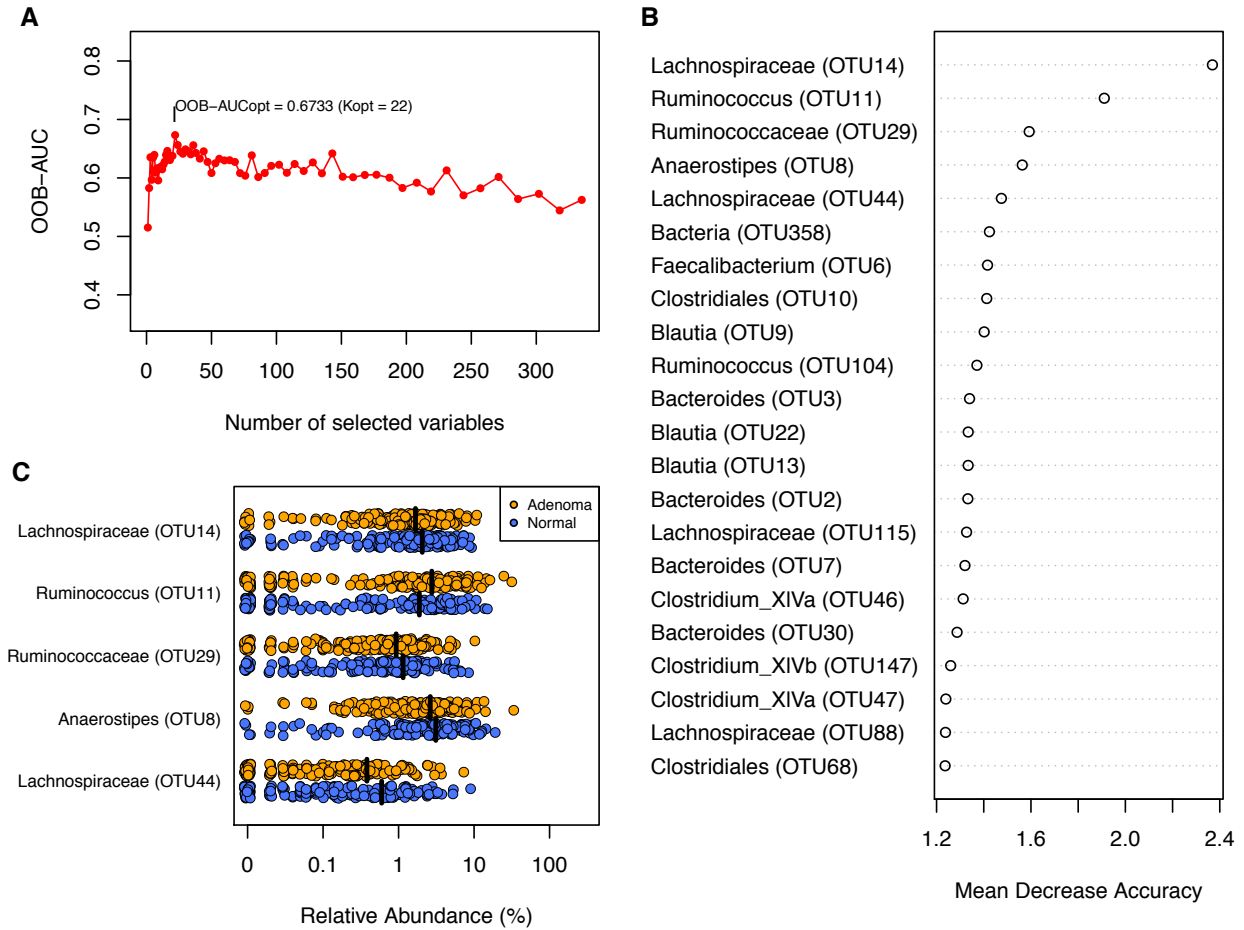 A
OOB-AUC
0.8
0.7
0.6
0.5
0.4
OOB-AUCopt = 0.6733 (Kopt = 22)
0 50 100 150 200 250 300
Number of selected variables
B
Lachnospiraceae (OTU14)
Ruminococcus (OTU11)
Ruminococcaceae (OTU29)
Anaerostipes (OTU8)
Lachnospiraceae (OTU44)
Bacteria (OTU358)
Faecalibacterium (OTU6)
Clostridiales (OTU10)
Blautia (OTU9)
Ruminococcus (OTU104)
Bacteroides (OTU3)
Blautia (OTU22)
Blautia (OTU13)
Bacteroides (OTU2)
Lachnospiraceae (OTU115)
Bacteroides (OTU7)
Clostridium_XIVa (OTU46)
Bacteroides (OTU30)
Clostridium_XIVb (OTU147)
Clostridium_XIVa (OTU47)
Lachnospiraceae (OTU88)
Clostridiales (OTU68)
1.2 1.6 2.0 2.4
Mean Decrease Accuracy
C
Adenoma
Normal
Lachnospiraceae (OTU14)
Ruminococcus (OTU11)
Ruminococcaceae (OTU29)
Anaerostipes (OTU8)
Lachnospiraceae (OTU44)
0 0.1 1 10 100
Relative Abundance (%)